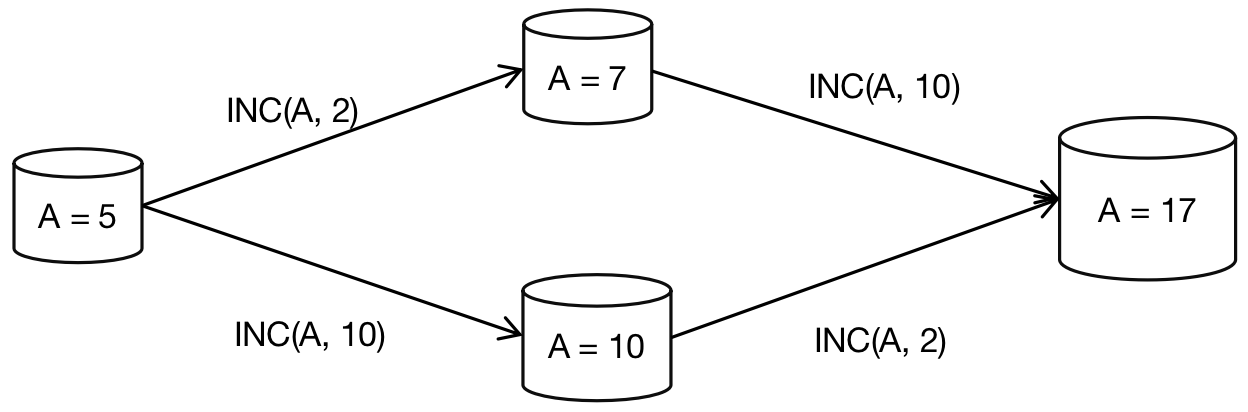 A = 7
INC(A, 10)
INC(A, 2)
A = 5
A = 17
INC(A, 10)
A = 10
INC(A, 2)